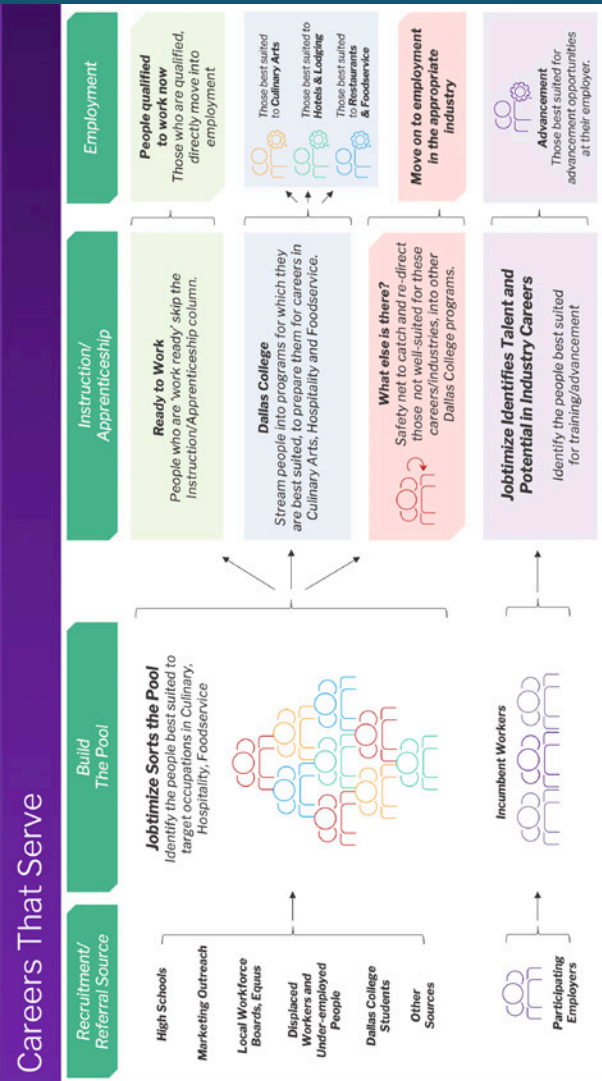 Careers That Serve
Recruitment/
Referral Source
Build
The Pool
Instruction/
Apprenticeship
Employment
High Schools
Marketing Outreach
Local Workforce
Boards, Equus
Displaced
Workers and
Under-employed
People
Dallas College
Students
Other
Sources
Jobtimize Sorts the Pool
Identify the people best suited to
target occupations in Culinary,
Hospitality, Foodservice
Ready to Work
People who are 'work ready' skip the
Instruction/Apprenticeship column.
People qualified
to work now
Those who are qualified,
directly move into
employment
Dallas College
Stream people into programs for which they
are best suited, to prepare them for careers in
Culinary Arts, Hospitality and Foodservice.
Those best suited
to Culinary Arts
Those best suited to
Hotels & Lodging
Those best suited
to Restaurants
& Foodservice
What else is there?
Safety net to catch and re-direct
those not well-suited for these
careers/industries, into other
Dallas College programs.
Move on to employment
in the appropriate
industry
Participating
Employers
Incumbent Workers
Jobtimize Identifies Talent and
Potential in Industry Careers
Identify the people best suited
for training/advancement
Advancement
Those best suited for
advancement opportunities
at their employer.